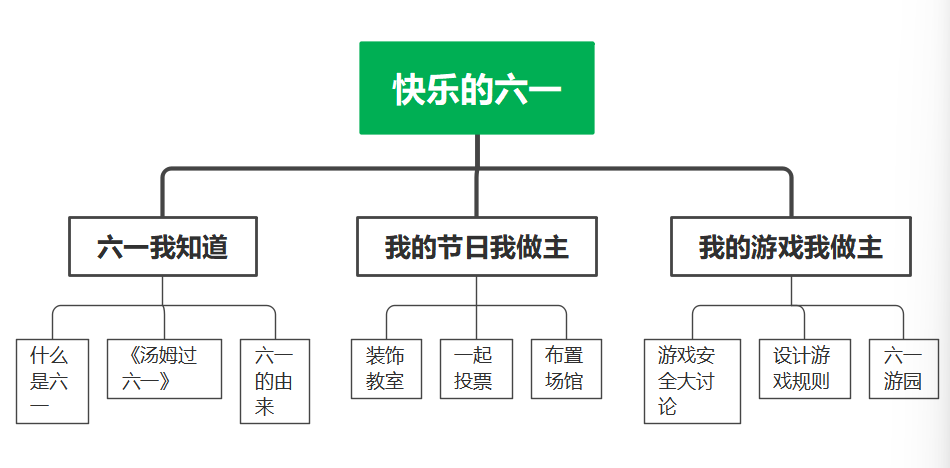 快乐的六一
六一我知道
我的节日我做主
我的游戏我做主
什么
是六
一
《汤姆过
六一》
六一
的由
来
装饰
教室
一起
投票
布置
场馆
游戏安
全大讨
论
设计游
戏规则
六一
游园